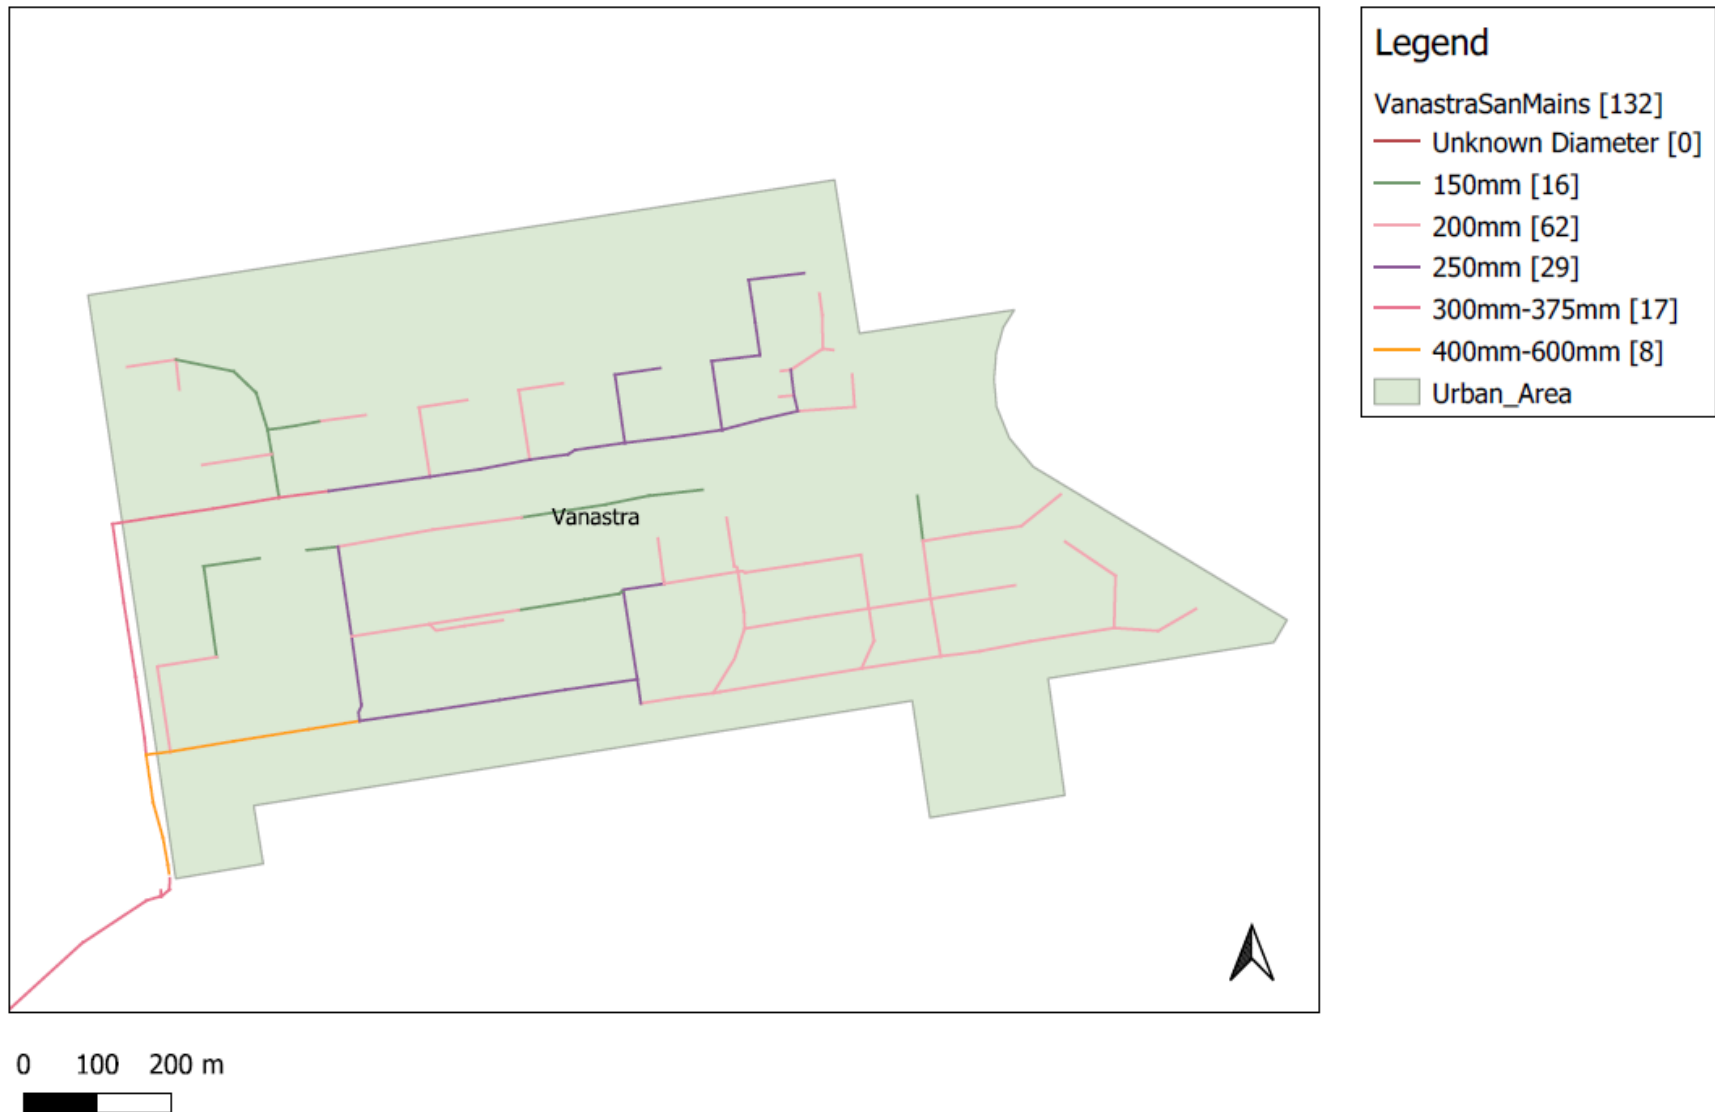 Legend
VanastraSanMains [132]
Unknown Diameter [0]
150mm [16]
200mm [62]
250mm [29]
300mm-375mm [17]
400mm-600mm [8]
Urban_Area
Vanastra
0 100 200 m